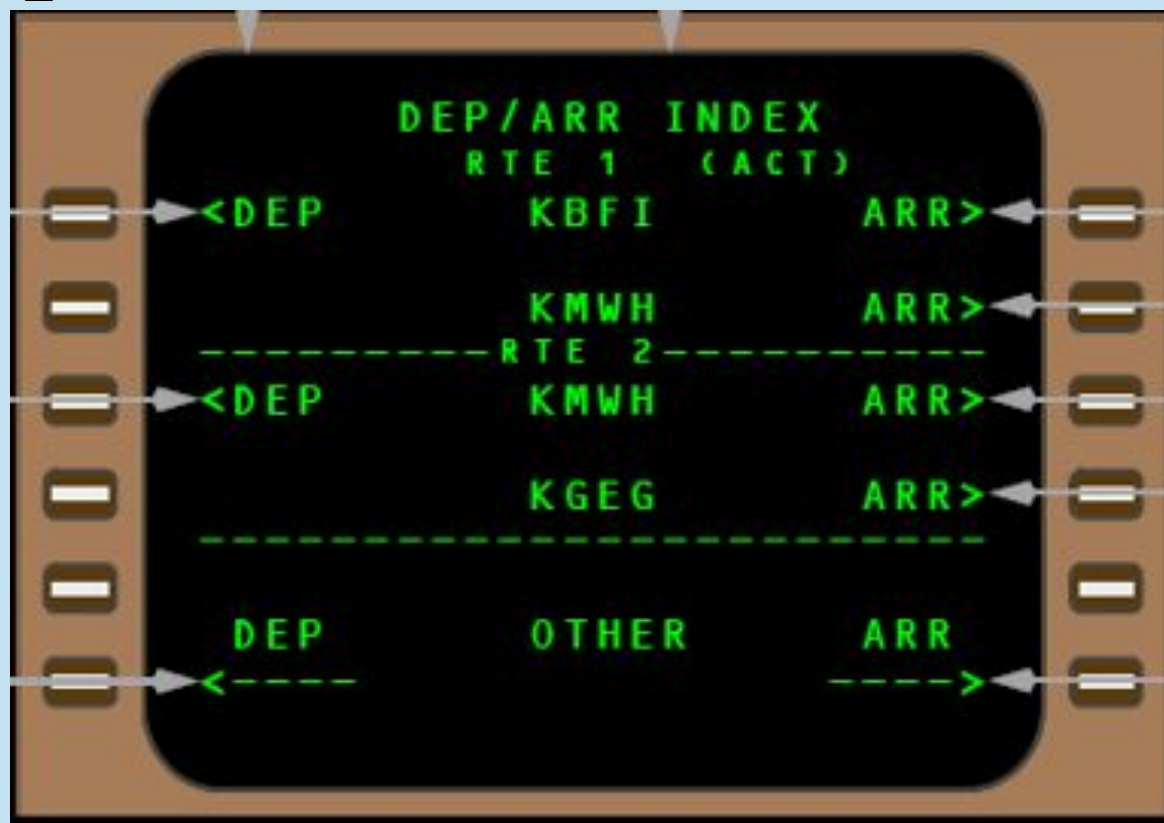 DEP/ARR INDEX
RTE 1 (ACT)
<DEP KBFI ARR>
KMWH ARR>
----------RTE 2----------
<DEP KMWH ARR>
KGEG ARR>
------------------------
DEP OTHER ARR
<---- ---->